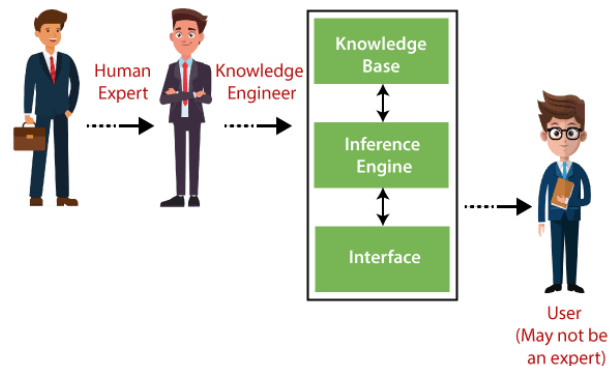 Human
Expert
Knowledge
Engineer
Knowledge
Base
Inference
Engine
Interface
User
(May not be
an expert)